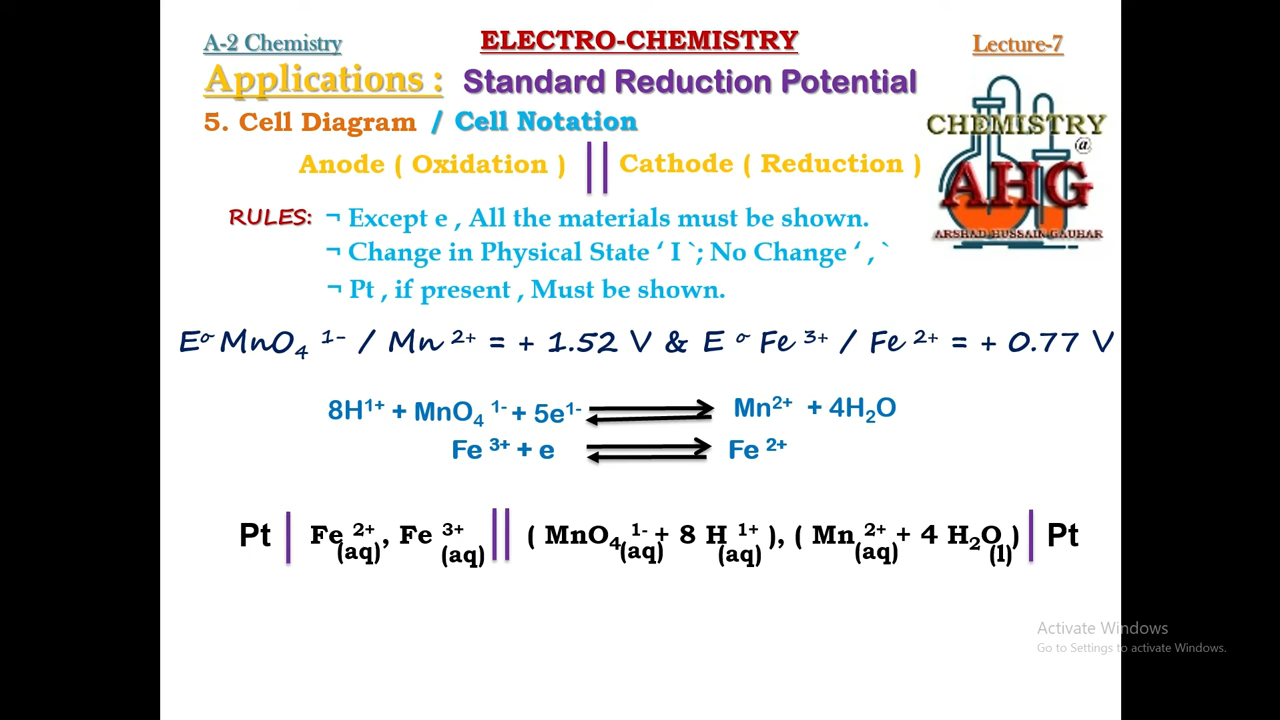 A-2 Chemistry
ELECTRO-CHEMISTRY
Lecture-7
Applications : Standard Reduction Potential
5. Cell Diagram / Cell Notation
CHEMISTRY
@
AHG
ARSHAD HUSSAIN GAUHAR
Anode ( Oxidation ) || Cathode ( Reduction )
RULES: ¬ Except e , All the materials must be shown.
¬ Change in Physical State ‘ I `; No Change ‘ , `
¬ Pt , if present , Must be shown.
E° MnO₄ ¹⁻ / Mn ²⁺ = + 1.52 V & E ° Fe ³⁺ / Fe ²⁺ = + 0.77 V
8H¹⁺ + MnO₄ ¹⁻ + 5e¹⁻ ⇌ Mn²⁺ + 4H₂O
Fe ³⁺ + e ⇌ Fe ²⁺
Pt | Fe ²⁺(aq) , Fe ³⁺(aq) || ( MnO₄ ¹⁻(aq) + 8 H ¹⁺(aq) ), ( Mn ²⁺(aq) + 4 H₂O(l) ) | Pt
Activate Windows
Go to Settings to activate Windows.